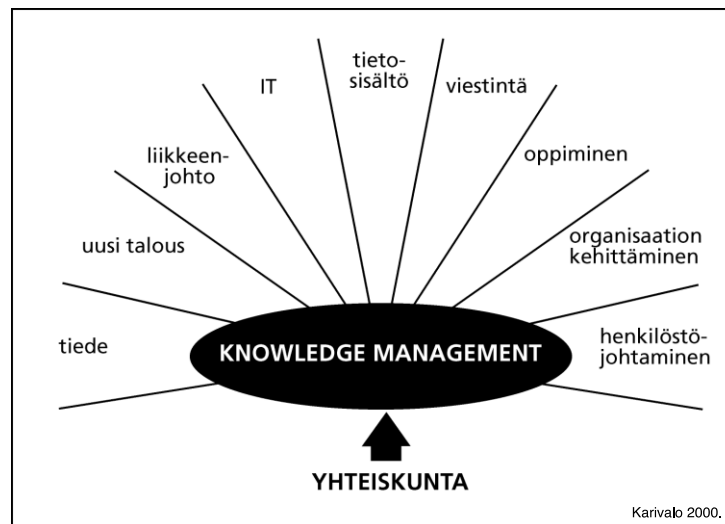 tieto-
sisältö
IT
viestintä
liikkeen-
johto
oppiminen
uusi talous
organisaation
kehittäminen
tiede
KNOWLEDGE MANAGEMENT
henkilöstö-
johtaminen
YHTEISKUNTA
Karivalo 2000.